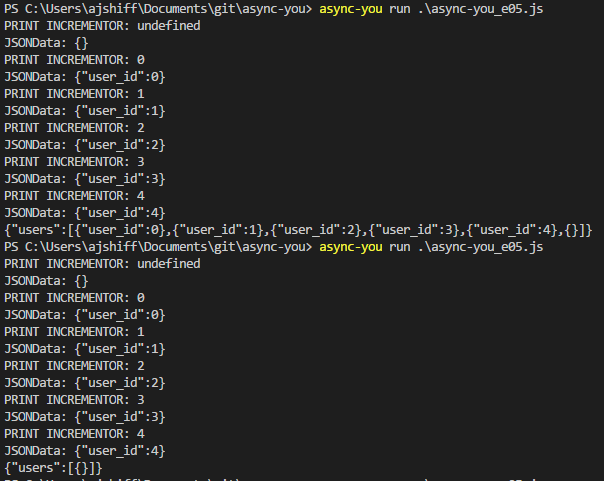 PS C:\Users\ajshiff\Documents\git\async-you> async-you run .\async-you_e05.js
PRINT INCREMENTOR: undefined
JSONData: {}
PRINT INCREMENTOR: 0
JSONData: {"user_id":0}
PRINT INCREMENTOR: 1
JSONData: {"user_id":1}
PRINT INCREMENTOR: 2
JSONData: {"user_id":2}
PRINT INCREMENTOR: 3
JSONData: {"user_id":3}
PRINT INCREMENTOR: 4
JSONData: {"user_id":4}
{"users":[{"user_id":0},{"user_id":1},{"user_id":2},{"user_id":3},{"user_id":4},{}]}
PS C:\Users\ajshiff\Documents\git\async-you> async-you run .\async-you_e05.js
PRINT INCREMENTOR: undefined
JSONData: {}
PRINT INCREMENTOR: 0
JSONData: {"user_id":0}
PRINT INCREMENTOR: 1
JSONData: {"user_id":1}
PRINT INCREMENTOR: 2
JSONData: {"user_id":2}
PRINT INCREMENTOR: 3
JSONData: {"user_id":3}
PRINT INCREMENTOR: 4
JSONData: {"user_id":4}
{"users":[{}]}